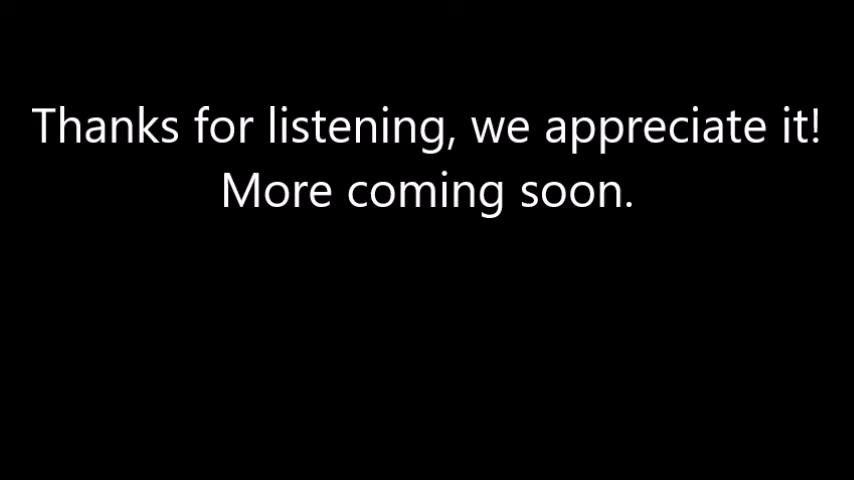 Thanks for listening, we appreciate it!
More coming soon.